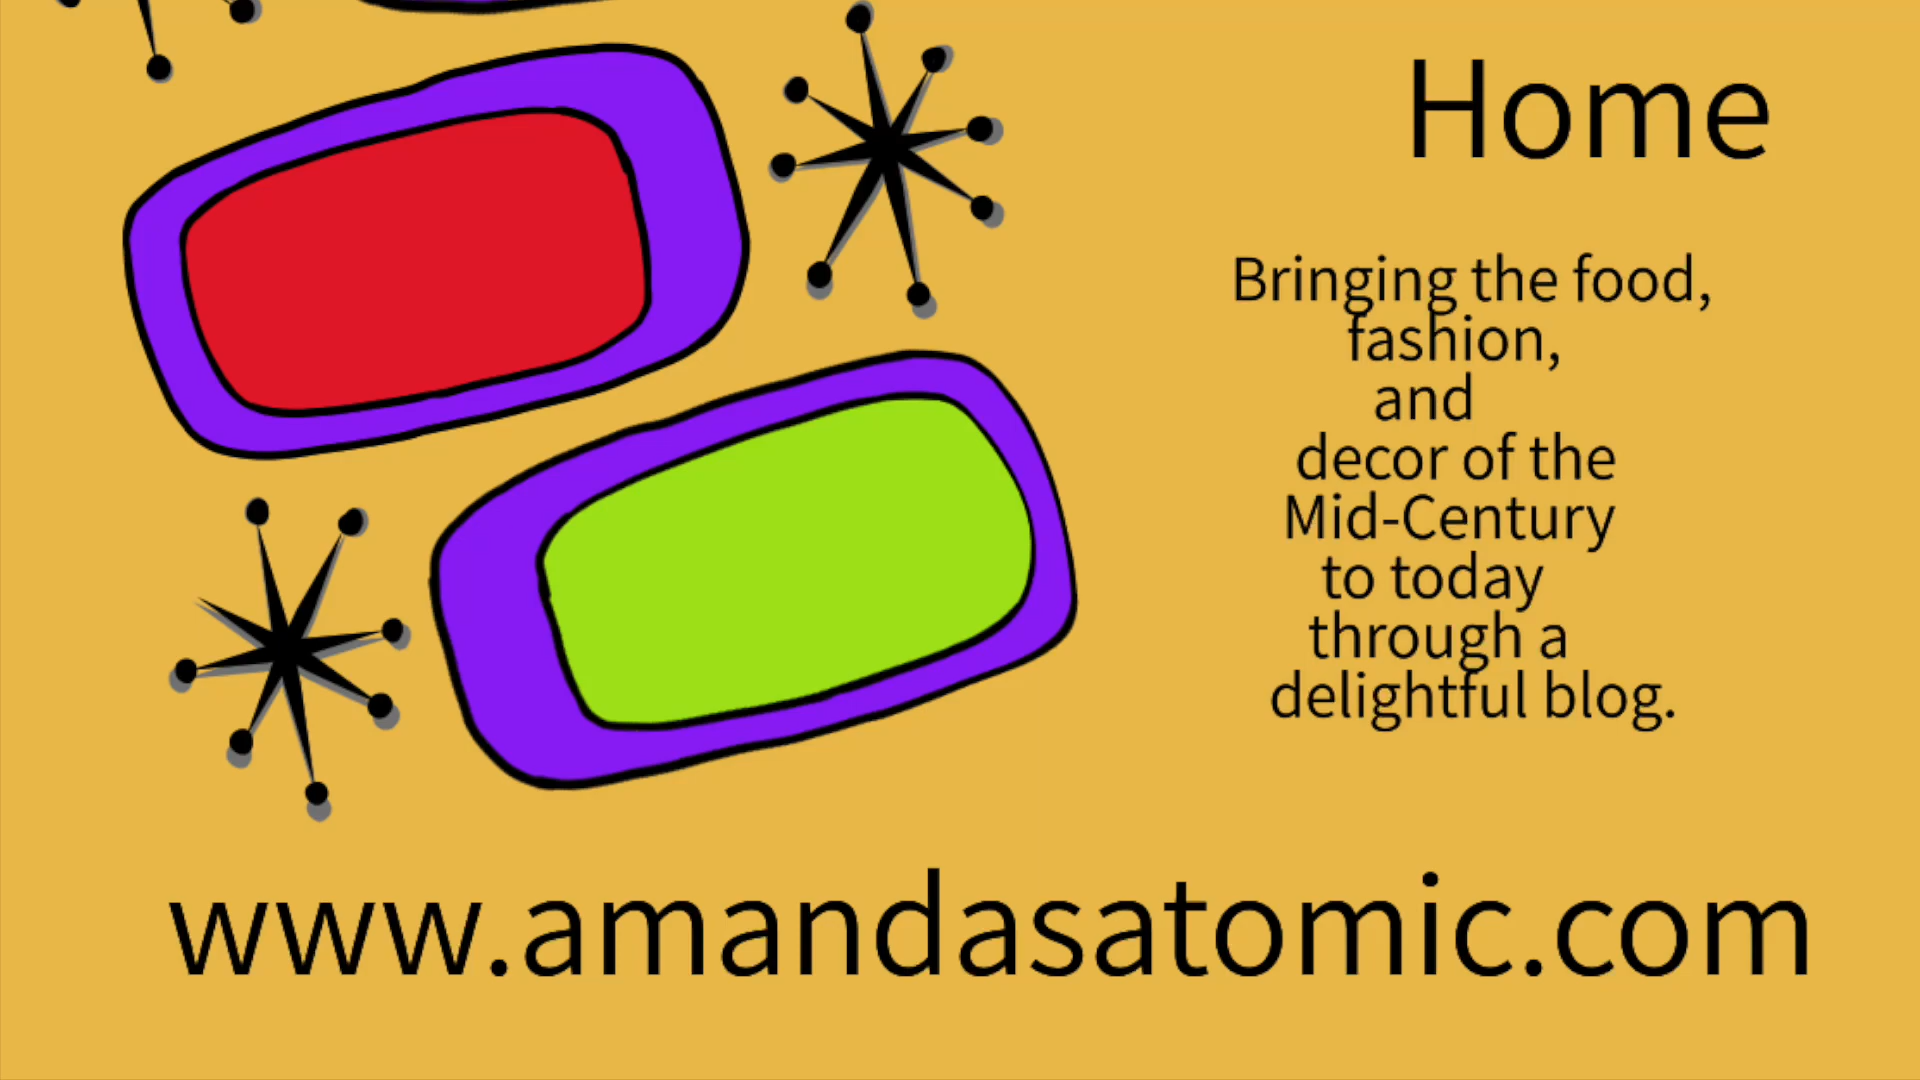 Home
Bringing the food,
fashion,
and
decor of the
Mid-Century
to today
through a
delightful blog.
www.amandasatomic.com